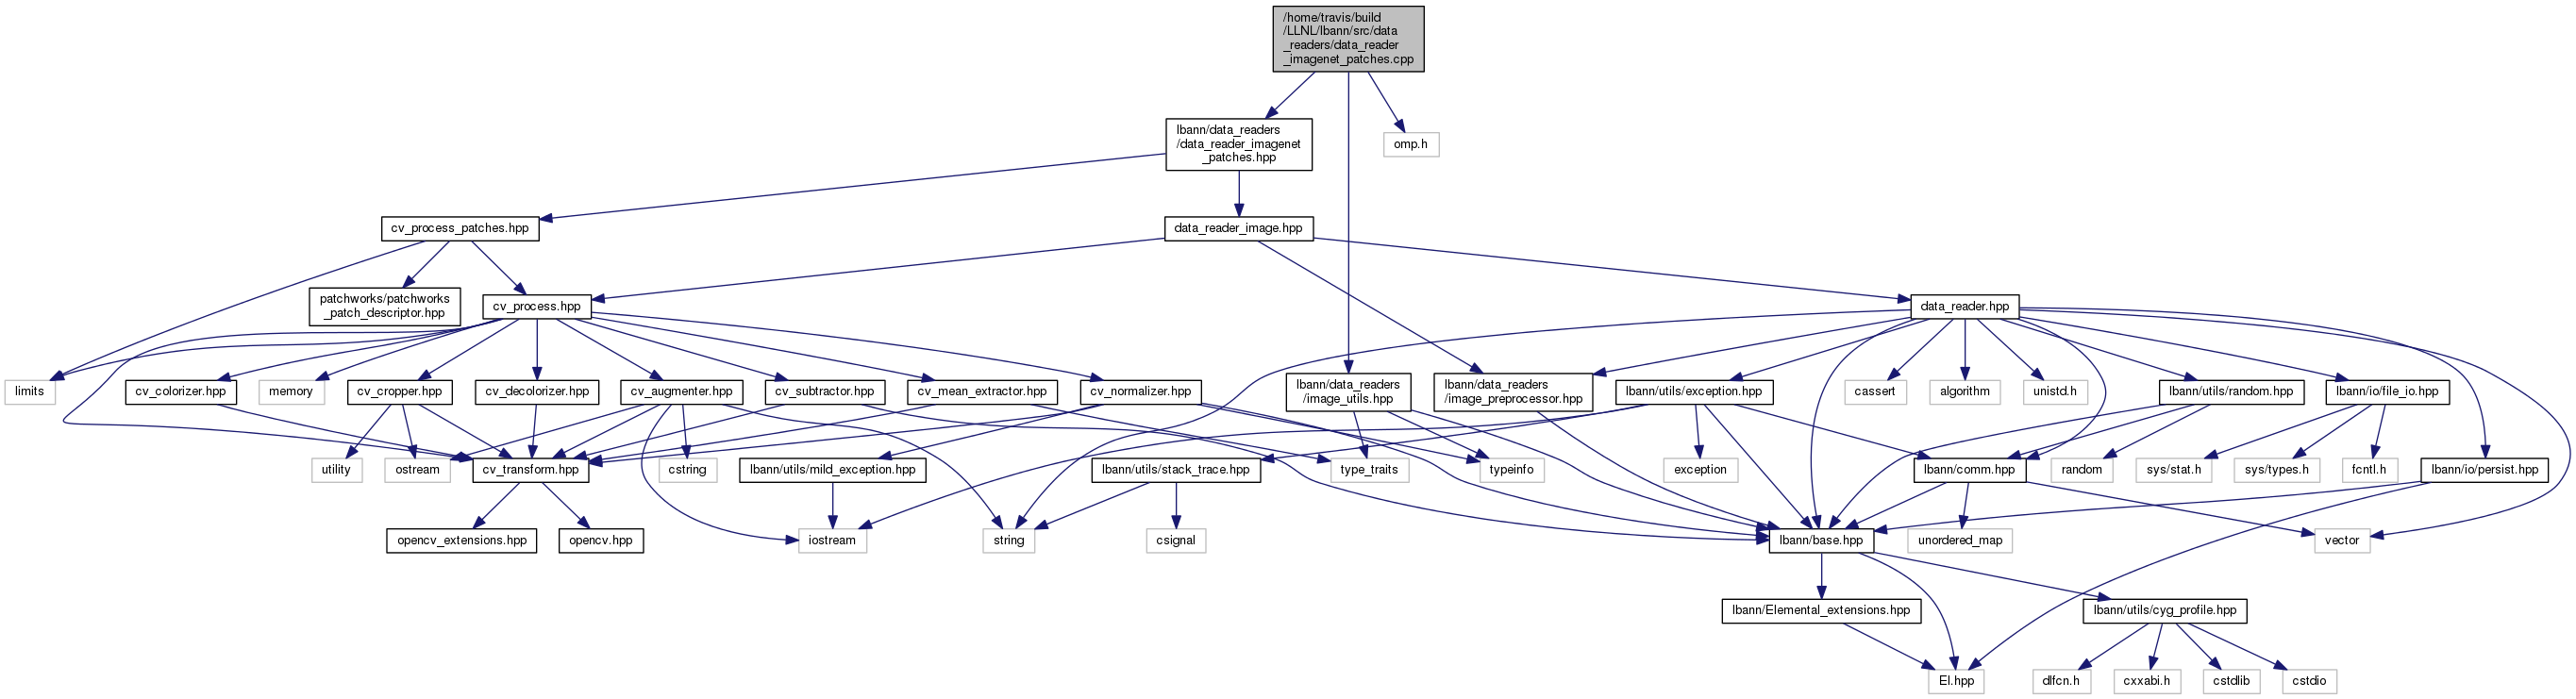 /home/travis/build
/LLNL/lbann/src/data
_readers/data_reader
_imagenet_patches.cpp
lbann/data_readers
/data_reader_imagenet
_patches.hpp
omp.h
cv_process_patches.hpp
data_reader_image.hpp
patchworks/patchworks
_patch_descriptor.hpp
cv_process.hpp
data_reader.hpp
limits
cv_colorizer.hpp
memory
cv_cropper.hpp
cv_decolorizer.hpp
cv_augmenter.hpp
cv_subtractor.hpp
cv_mean_extractor.hpp
cv_normalizer.hpp
lbann/data_readers
/image_utils.hpp
lbann/data_readers
/image_preprocessor.hpp
lbann/utils/exception.hpp
cassert
algorithm
unistd.h
lbann/utils/random.hpp
lbann/io/file_io.hpp
utility
ostream
cv_transform.hpp
cstring
lbann/utils/mild_exception.hpp
lbann/utils/stack_trace.hpp
type_traits
typeinfo
exception
lbann/comm.hpp
random
sys/stat.h
sys/types.h
fcntl.h
lbann/io/persist.hpp
opencv_extensions.hpp
opencv.hpp
iostream
string
csignal
lbann/base.hpp
unordered_map
vector
lbann/Elemental_extensions.hpp
lbann/utils/cyg_profile.hpp
El.hpp
dlfcn.h
cxxabi.h
cstdlib
cstdio